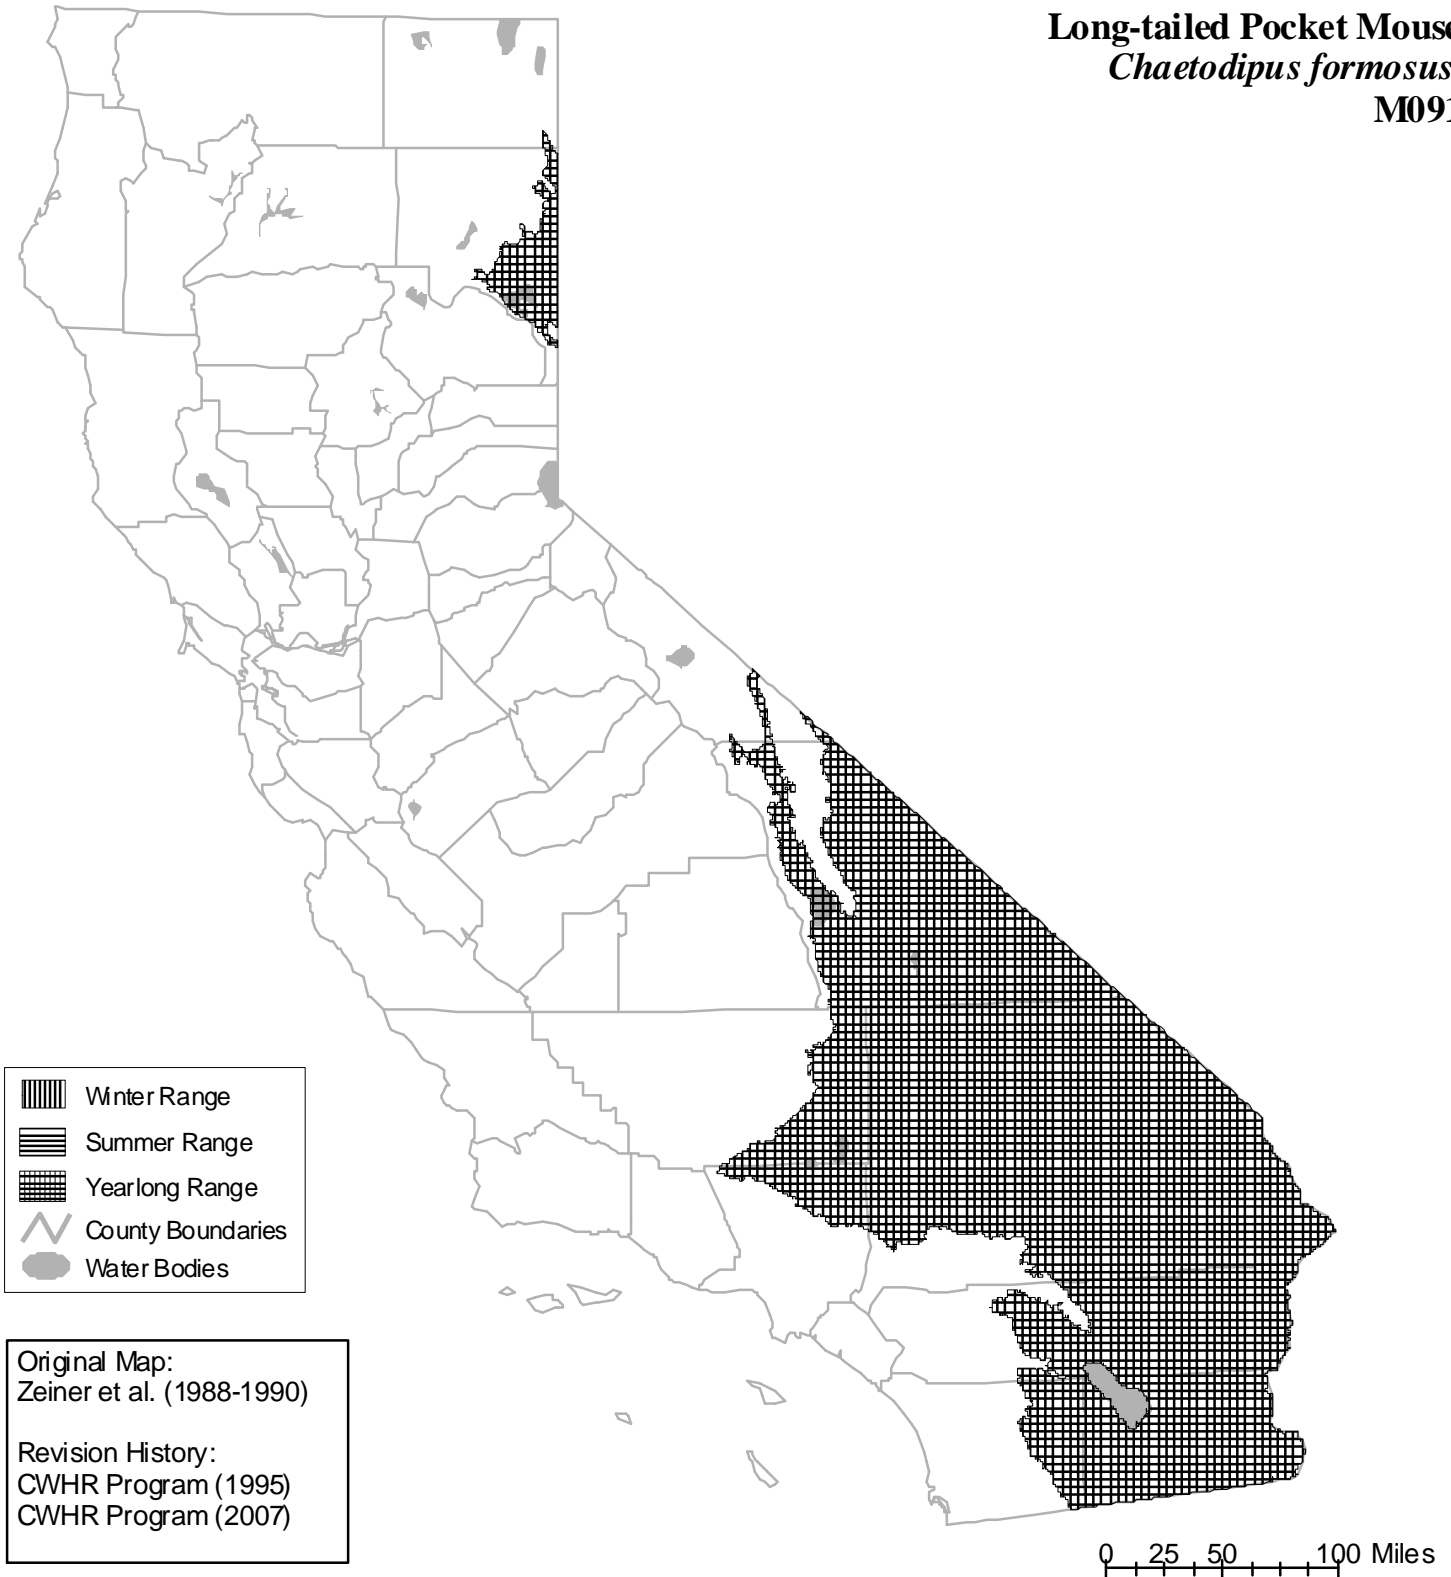 Long-tailed Pocket Mouse
Chaetodipus formosus
M091
Winter Range
Summer Range
Yearlong Range
County Boundaries
Water Bodies
Original Map:
Zeiner et al. (1988-1990)
Revision History:
CWHR Program (1995)
CWHR Program (2007)
0 25 50 100 Miles